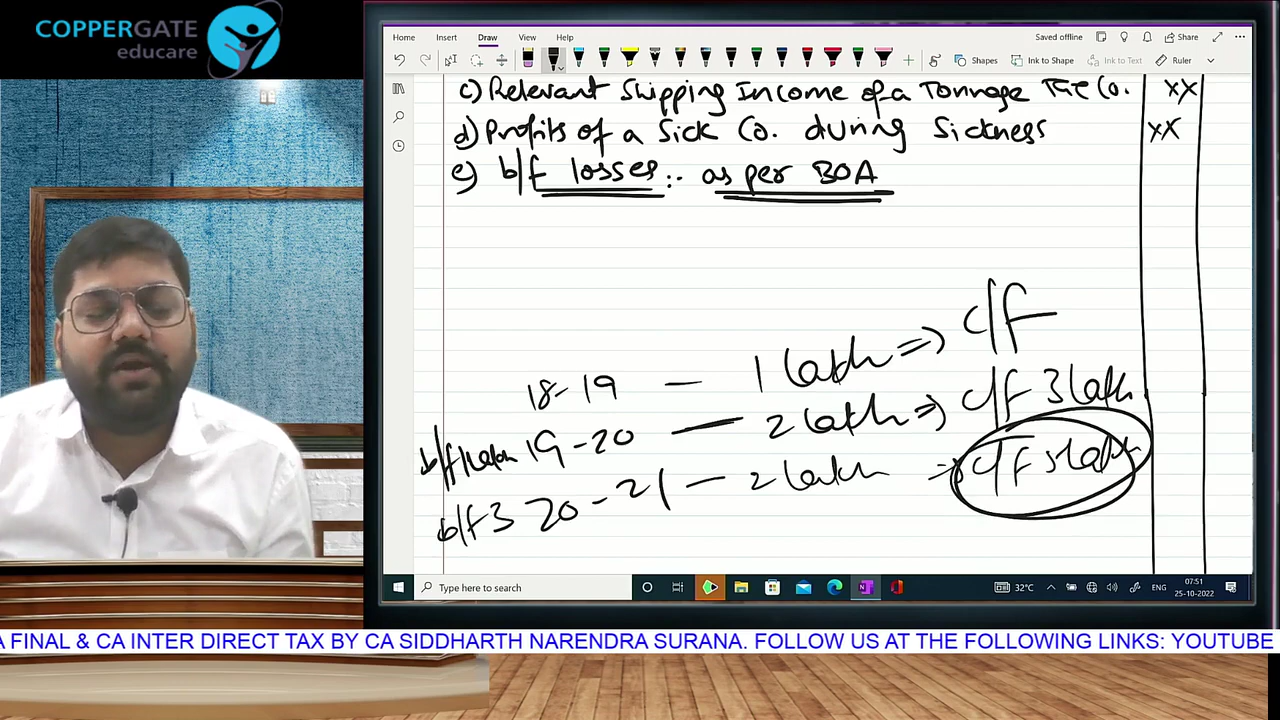 COPPERGATE
educare
Home Insert Draw View Help
Saved offline Share
Shapes Ink to Shape Ink to Text Ruler
c) Relevant Shipping Income of a Tonnage Tax Co. XX
d) Profits of a Sick Co. during Sickness XX
e) b/f losses :- as per BOA
18-19 — 1 lakh => c/f
b/f 1 lakh 19-20 — 2 lakh => c/f 3 lakh
b/f 3 20-21 — 2 lakh => c/f 5 lakh
Type here to search
32°C ENG 07:51
25-10-2022
A FINAL & CA INTER DIRECT TAX BY CA SIDDHARTH NARENDRA SURANA. FOLLOW US AT THE FOLLOWING LINKS: YOUTUBE